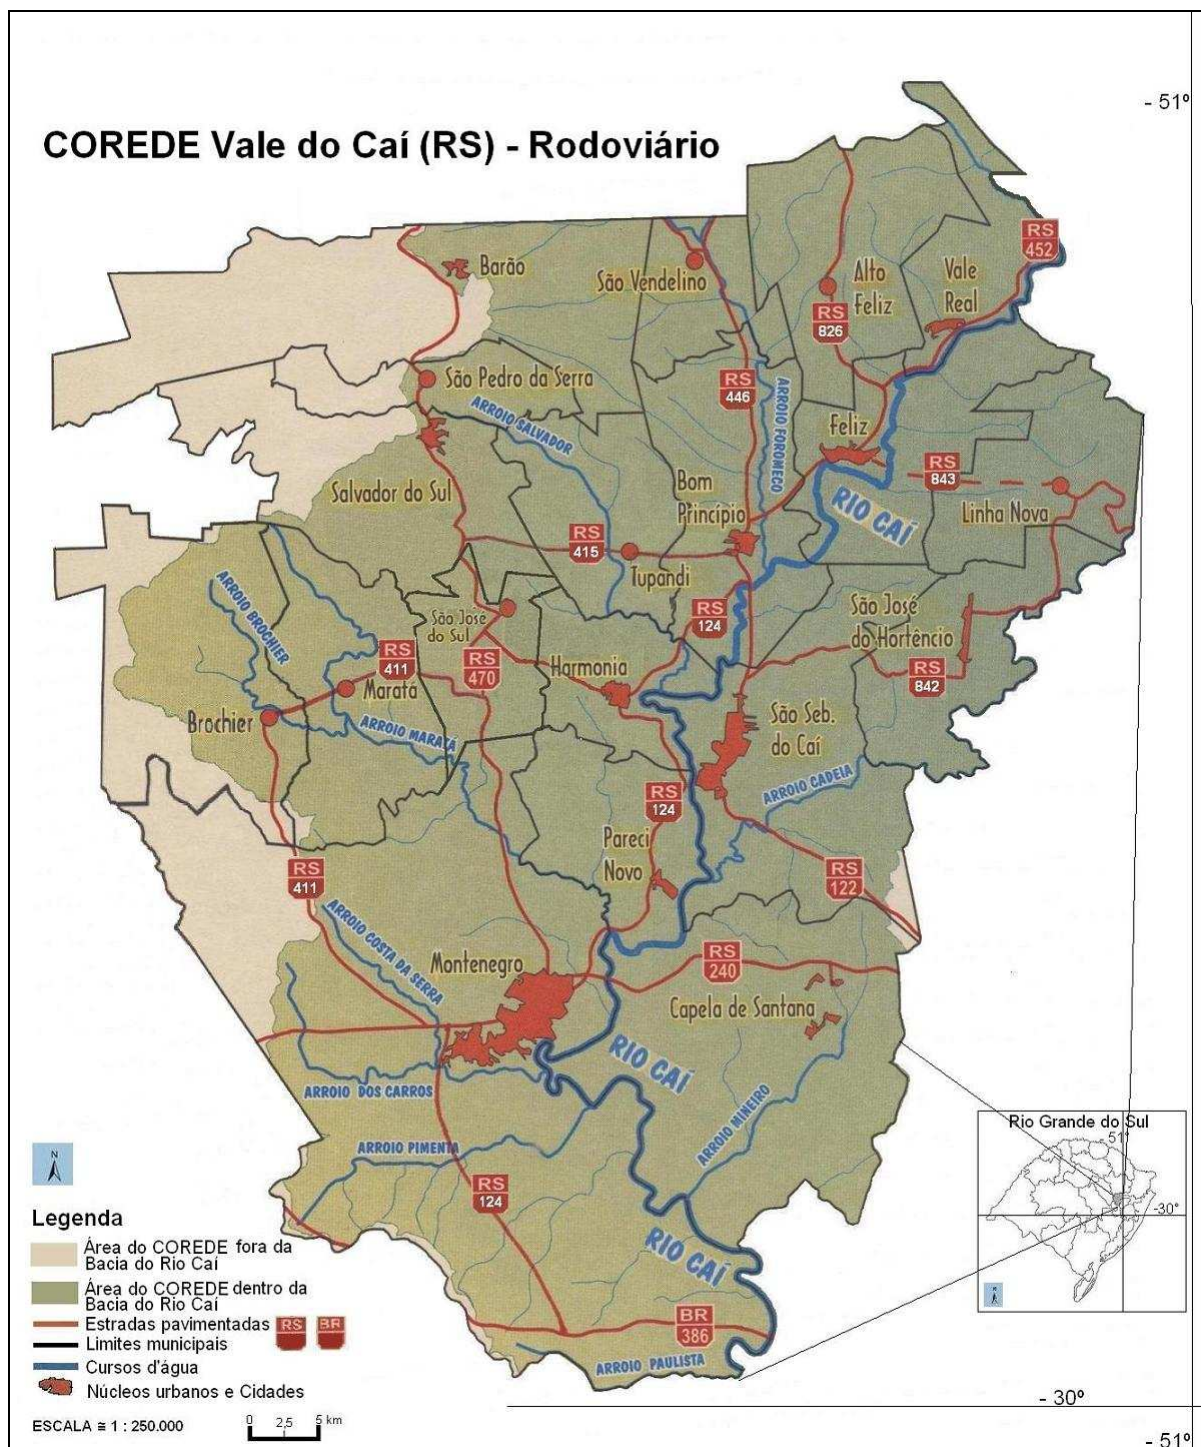 - 51º
COREDE Vale do Caí (RS) - Rodoviário
RS
452
Barão
São Vendelino
Alto
Feliz
Vale
Real
RS
826
São Pedro da Serra
RS
446
ARROIO SALVADOR
ARROIO FOROMECO
Feliz
RS
843
Salvador do Sul
Bom
Princípio
RIO CAÍ
Linha Nova
RS
415
Tupandi
ARROIO BROCHIER
São José
do Sul
RS
124
São José
do Hortêncio
RS
411
RS
470
Harmonia
RS
842
Maratá
Brochier
ARROIO MARATÁ
São Seb.
do Caí
ARROIO CADEIA
RS
124
Pareci
Novo
RS
411
RS
122
ARROIO COSTA DA SERRA
Montenegro
RS
240
Capela de Santana
RIO CAÍ
ARROIO DOS CARROS
ARROIO MINEIRO
ARROIO PIMENTA
RS
124
RIO CAÍ
BR
386
ARROIO PAULISTA
Rio Grande do Sul
51º
-30º
N
Legenda
Área do COREDE fora da
Bacia do Rio Caí
Área do COREDE dentro da
Bacia do Rio Caí
Estradas pavimentadas RS BR
Limites municipais
Cursos d'água
Núcleos urbanos e Cidades
ESCALA ≅ 1 : 250.000
0 2,5 5 km
- 30º
- 51º